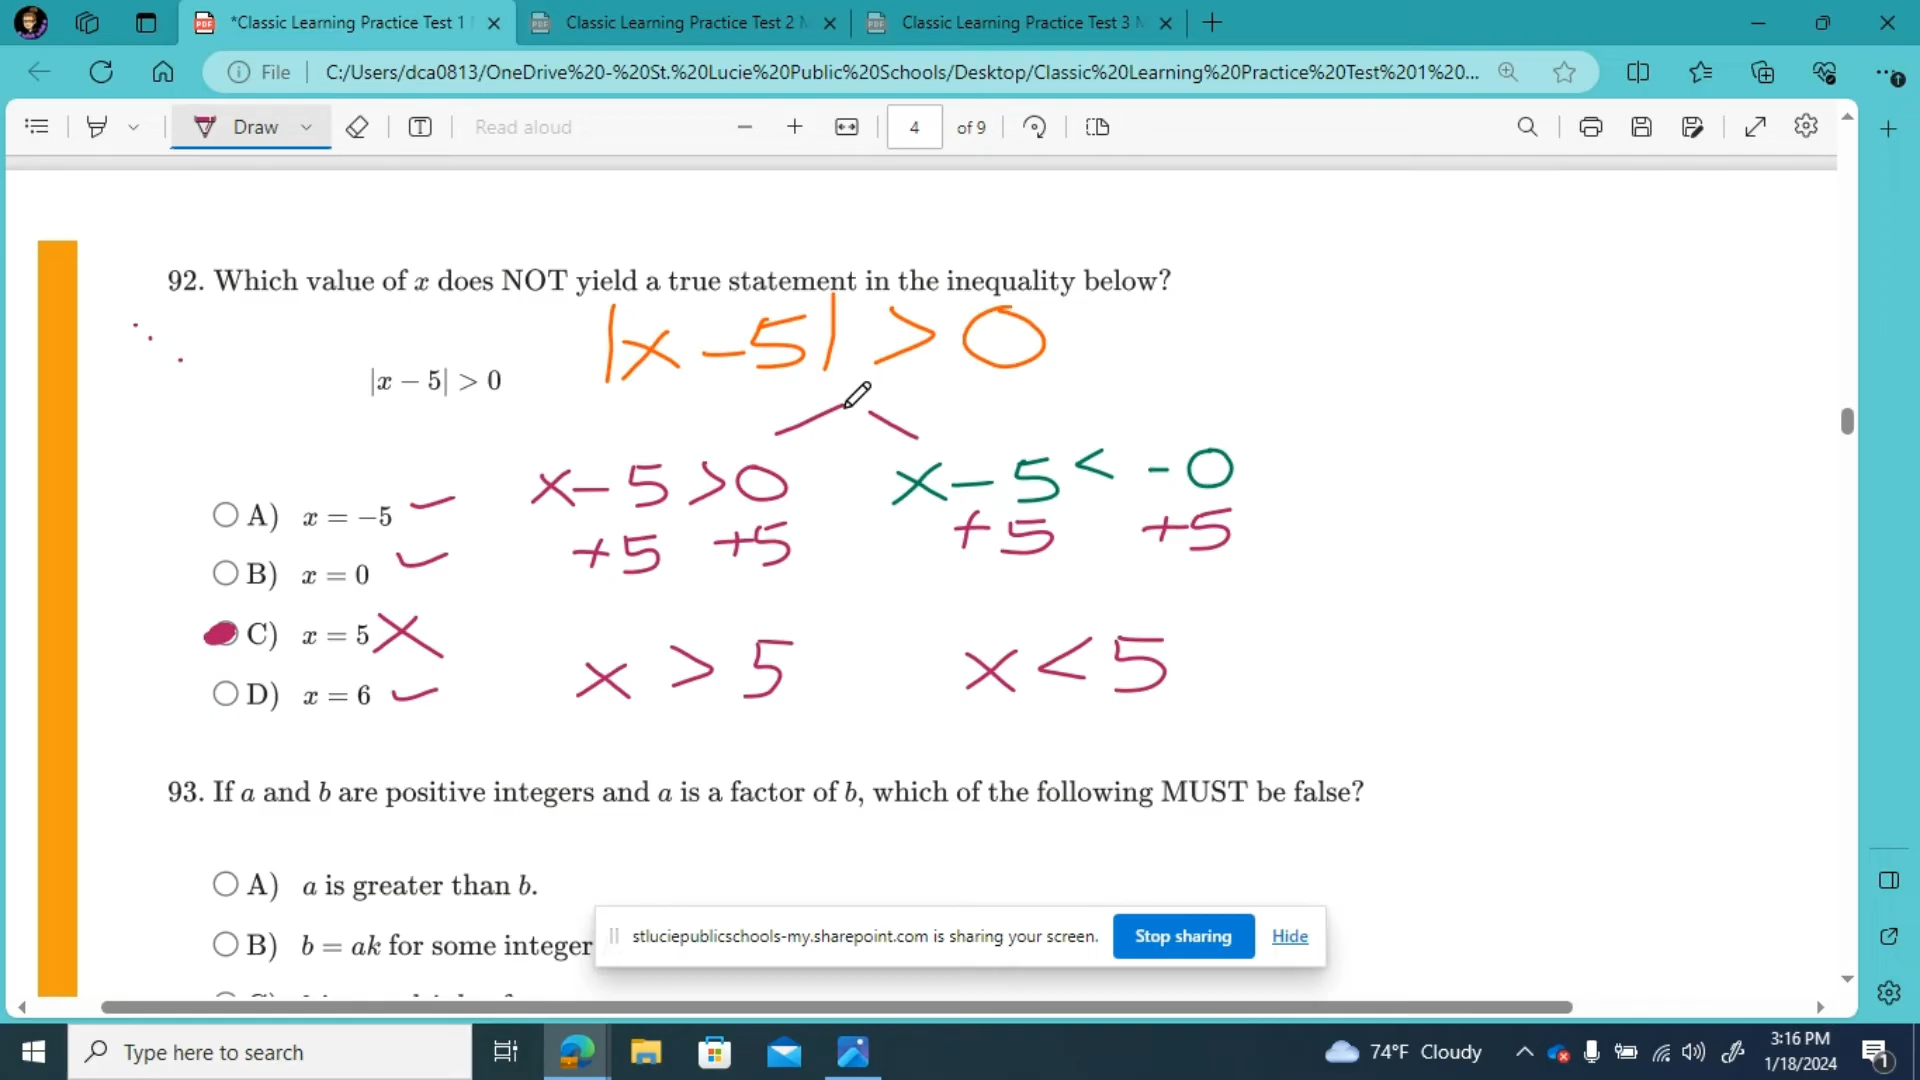 *Classic Learning Practice Test 1
Classic Learning Practice Test 2 M
Classic Learning Practice Test 3 M
File
C:/Users/dca0813/OneDrive%20-%20St.%20Lucie%20Public%20Schools/Desktop/Classic%20Learning%20Practice%20Test%201%20...
Draw
Read aloud
4 of 9
92. Which value of x does NOT yield a true statement in the inequality below?
|x − 5| > 0
|x − 5| > 0
x − 5 > 0
x − 5 < - 0
+5 +5
+5 +5
A) x = −5
B) x = 0
C) x = 5
D) x = 6
x > 5
x < 5
93. If a and b are positive integers and a is a factor of b, which of the following MUST be false?
A) a is greater than b.
B) b = ak for some integer
stluciepublicschools-my.sharepoint.com is sharing your screen.
Stop sharing
Hide
Type here to search
74°F Cloudy
3:16 PM
1/18/2024
1